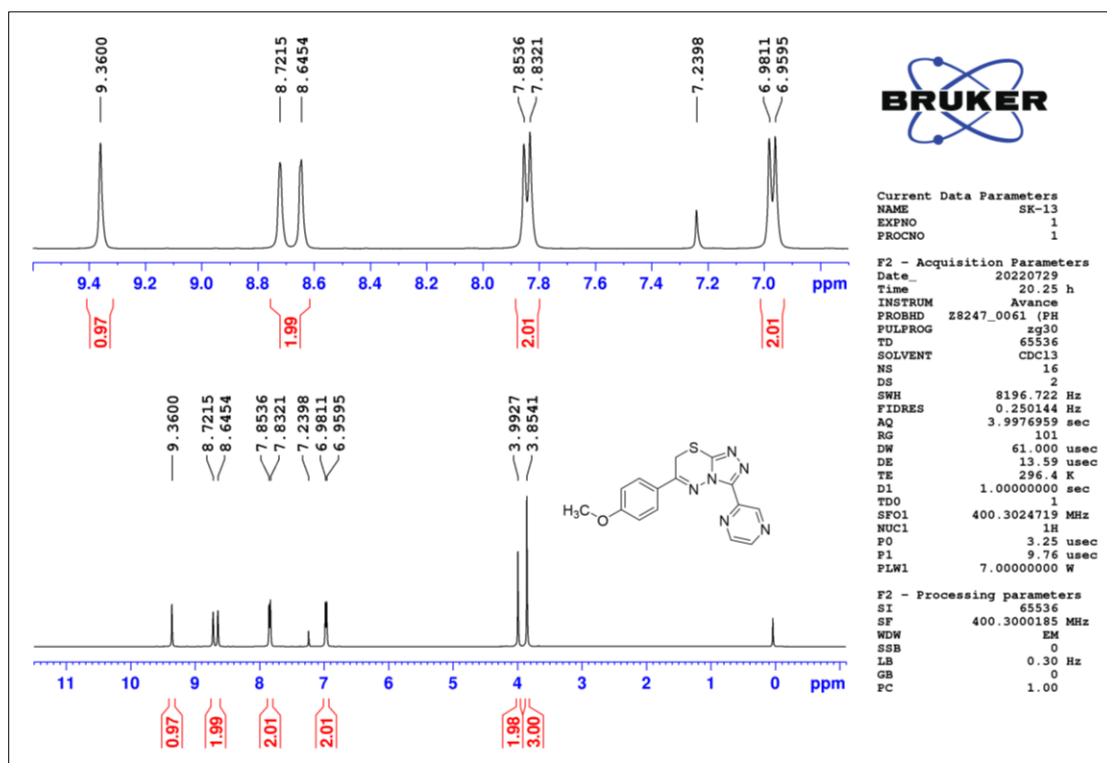 9.3600
8.7215
8.6454
7.8536
7.8321
7.2398
6.9811
6.9595
BRUKER
9.4 9.2 9.0 8.8 8.6 8.4 8.2 8.0 7.8 7.6 7.4 7.2 7.0 ppm
0.97 1.99 2.01 2.01
9.3600
8.7215
8.6454
7.8536
7.8321
7.2398
6.9811
6.9595
3.9927
3.8541
S N N N N
H₃C O N N
11 10 9 8 7 6 5 4 3 2 1 0 ppm
0.97 1.99 2.01 2.01 1.98 3.00
Current Data Parameters
NAME SK-13
EXPNO 1
PROCNO 1
F2 - Acquisition Parameters
Date_ 20220729
Time 20.25 h
INSTRUM Avance
PROBHD Z8247_0061 (PH
PULPROG zg30
TD 65536
SOLVENT CDCl3
NS 16
DS 2
SWH 8196.722 Hz
FIDRES 0.250144 Hz
AQ 3.9976959 sec
RG 101
DW 61.000 usec
DE 13.59 usec
TE 296.4 K
D1 1.00000000 sec
TD0 1
SFO1 400.3024719 MHz
NUC1 1H
P0 3.25 usec
P1 9.76 usec
PLW1 7.00000000 W
F2 - Processing parameters
SI 65536
SF 400.3000185 MHz
WDW EM
SSB 0
LB 0.30 Hz
GB 0
PC 1.00